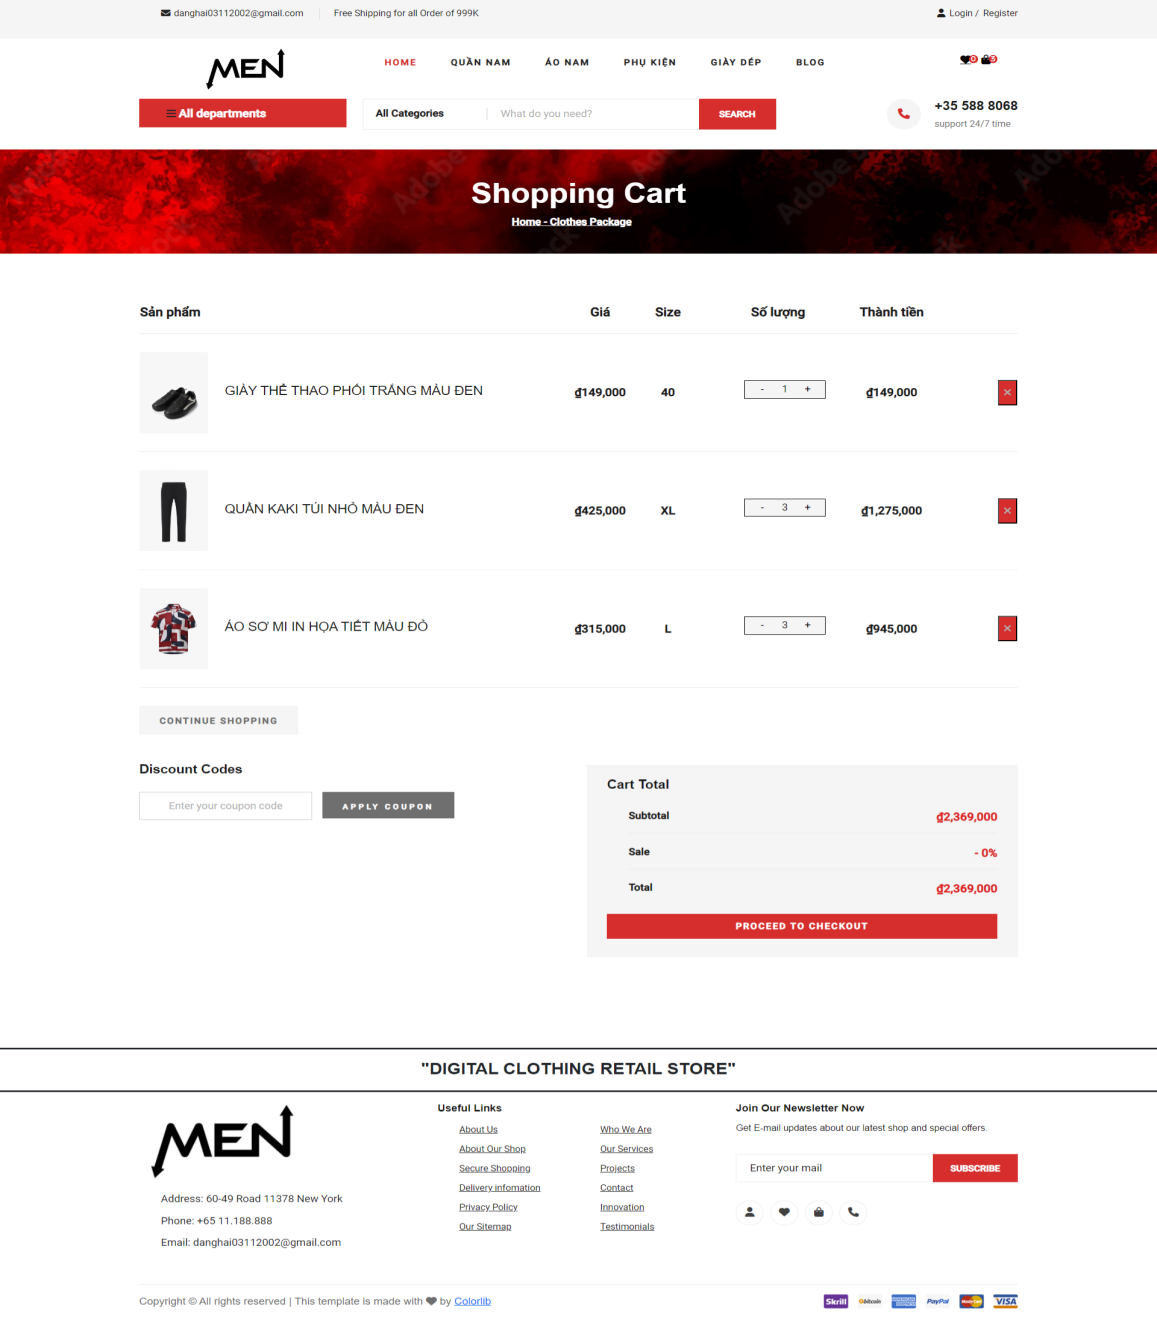 danghai03112002@gmail.com
Free Shipping for all Order of 999K
Login / Register
MEN
HOME
QUẦN NAM
ÁO NAM
PHỤ KIỆN
GIÀY DÉP
BLOG
0
All departments
All Categories
What do you need?
SEARCH
+35 588 8068
support 24/7 time
Shopping Cart
Home - Clothes Package
Sản phẩm
Giá
Size
Số lượng
Thành tiền
GIÀY THỂ THAO PHỐI TRẮNG MÀU ĐEN
₫149,000
40
- 1 +
₫149,000
×
QUẦN KAKI TÚI NHỎ MÀU ĐEN
₫425,000
XL
- 3 +
₫1,275,000
×
ÁO SƠ MI IN HỌA TIẾT MÀU ĐỎ
₫315,000
L
- 3 +
₫945,000
×
CONTINUE SHOPPING
Discount Codes
Enter your coupon code
APPLY COUPON
Cart Total
Subtotal
₫2,369,000
Sale
- 0%
Total
₫2,369,000
PROCEED TO CHECKOUT
"DIGITAL CLOTHING RETAIL STORE"
MEN
Address: 60-49 Road 11378 New York
Phone: +65 11.188.888
Email: danghai03112002@gmail.com
Useful Links
About Us
About Our Shop
Secure Shopping
Delivery infomation
Privacy Policy
Our Sitemap
Who We Are
Our Services
Projects
Contact
Innovation
Testimonials
Join Our Newsletter Now
Get E-mail updates about our latest shop and special offers.
Enter your mail
SUBSCRIBE
Copyright © All rights reserved | This template is made with ♥ by Colorlib
Skrill
bitcoin
PayPal
VISA